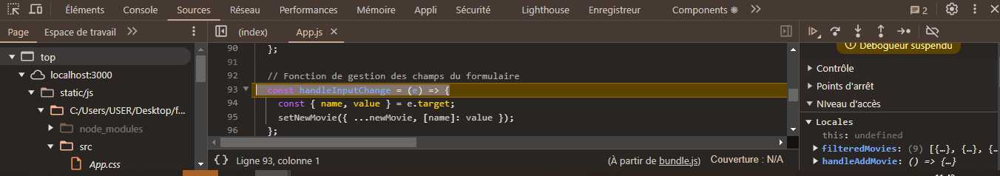 Éléments Console Sources Réseau Performances Mémoire Appli Sécurité Lighthouse Enregistreur Components 2
Page Espace de travail
(index) App.js
top
localhost:3000
static/js
C:/Users/USER/Desktop/f...
node_modules
src
App.css
90 };
91
92 // Fonction de gestion des champs du formulaire
93 const handleInputChange = (e) => {
94 const { name, value } = e.target;
95 setNewMovie({ ...newMovie, [name]: value });
96 };
{} Ligne 93, colonne 1 (À partir de bundle.js) Couverture : N/A
Débogueur suspendu
Contrôle
Points d'arrêt
NIveau d'accès
Locales
this: undefined
filteredMovies: (9) [{…}, {…}, {…
handleAddMovie: () => {…}